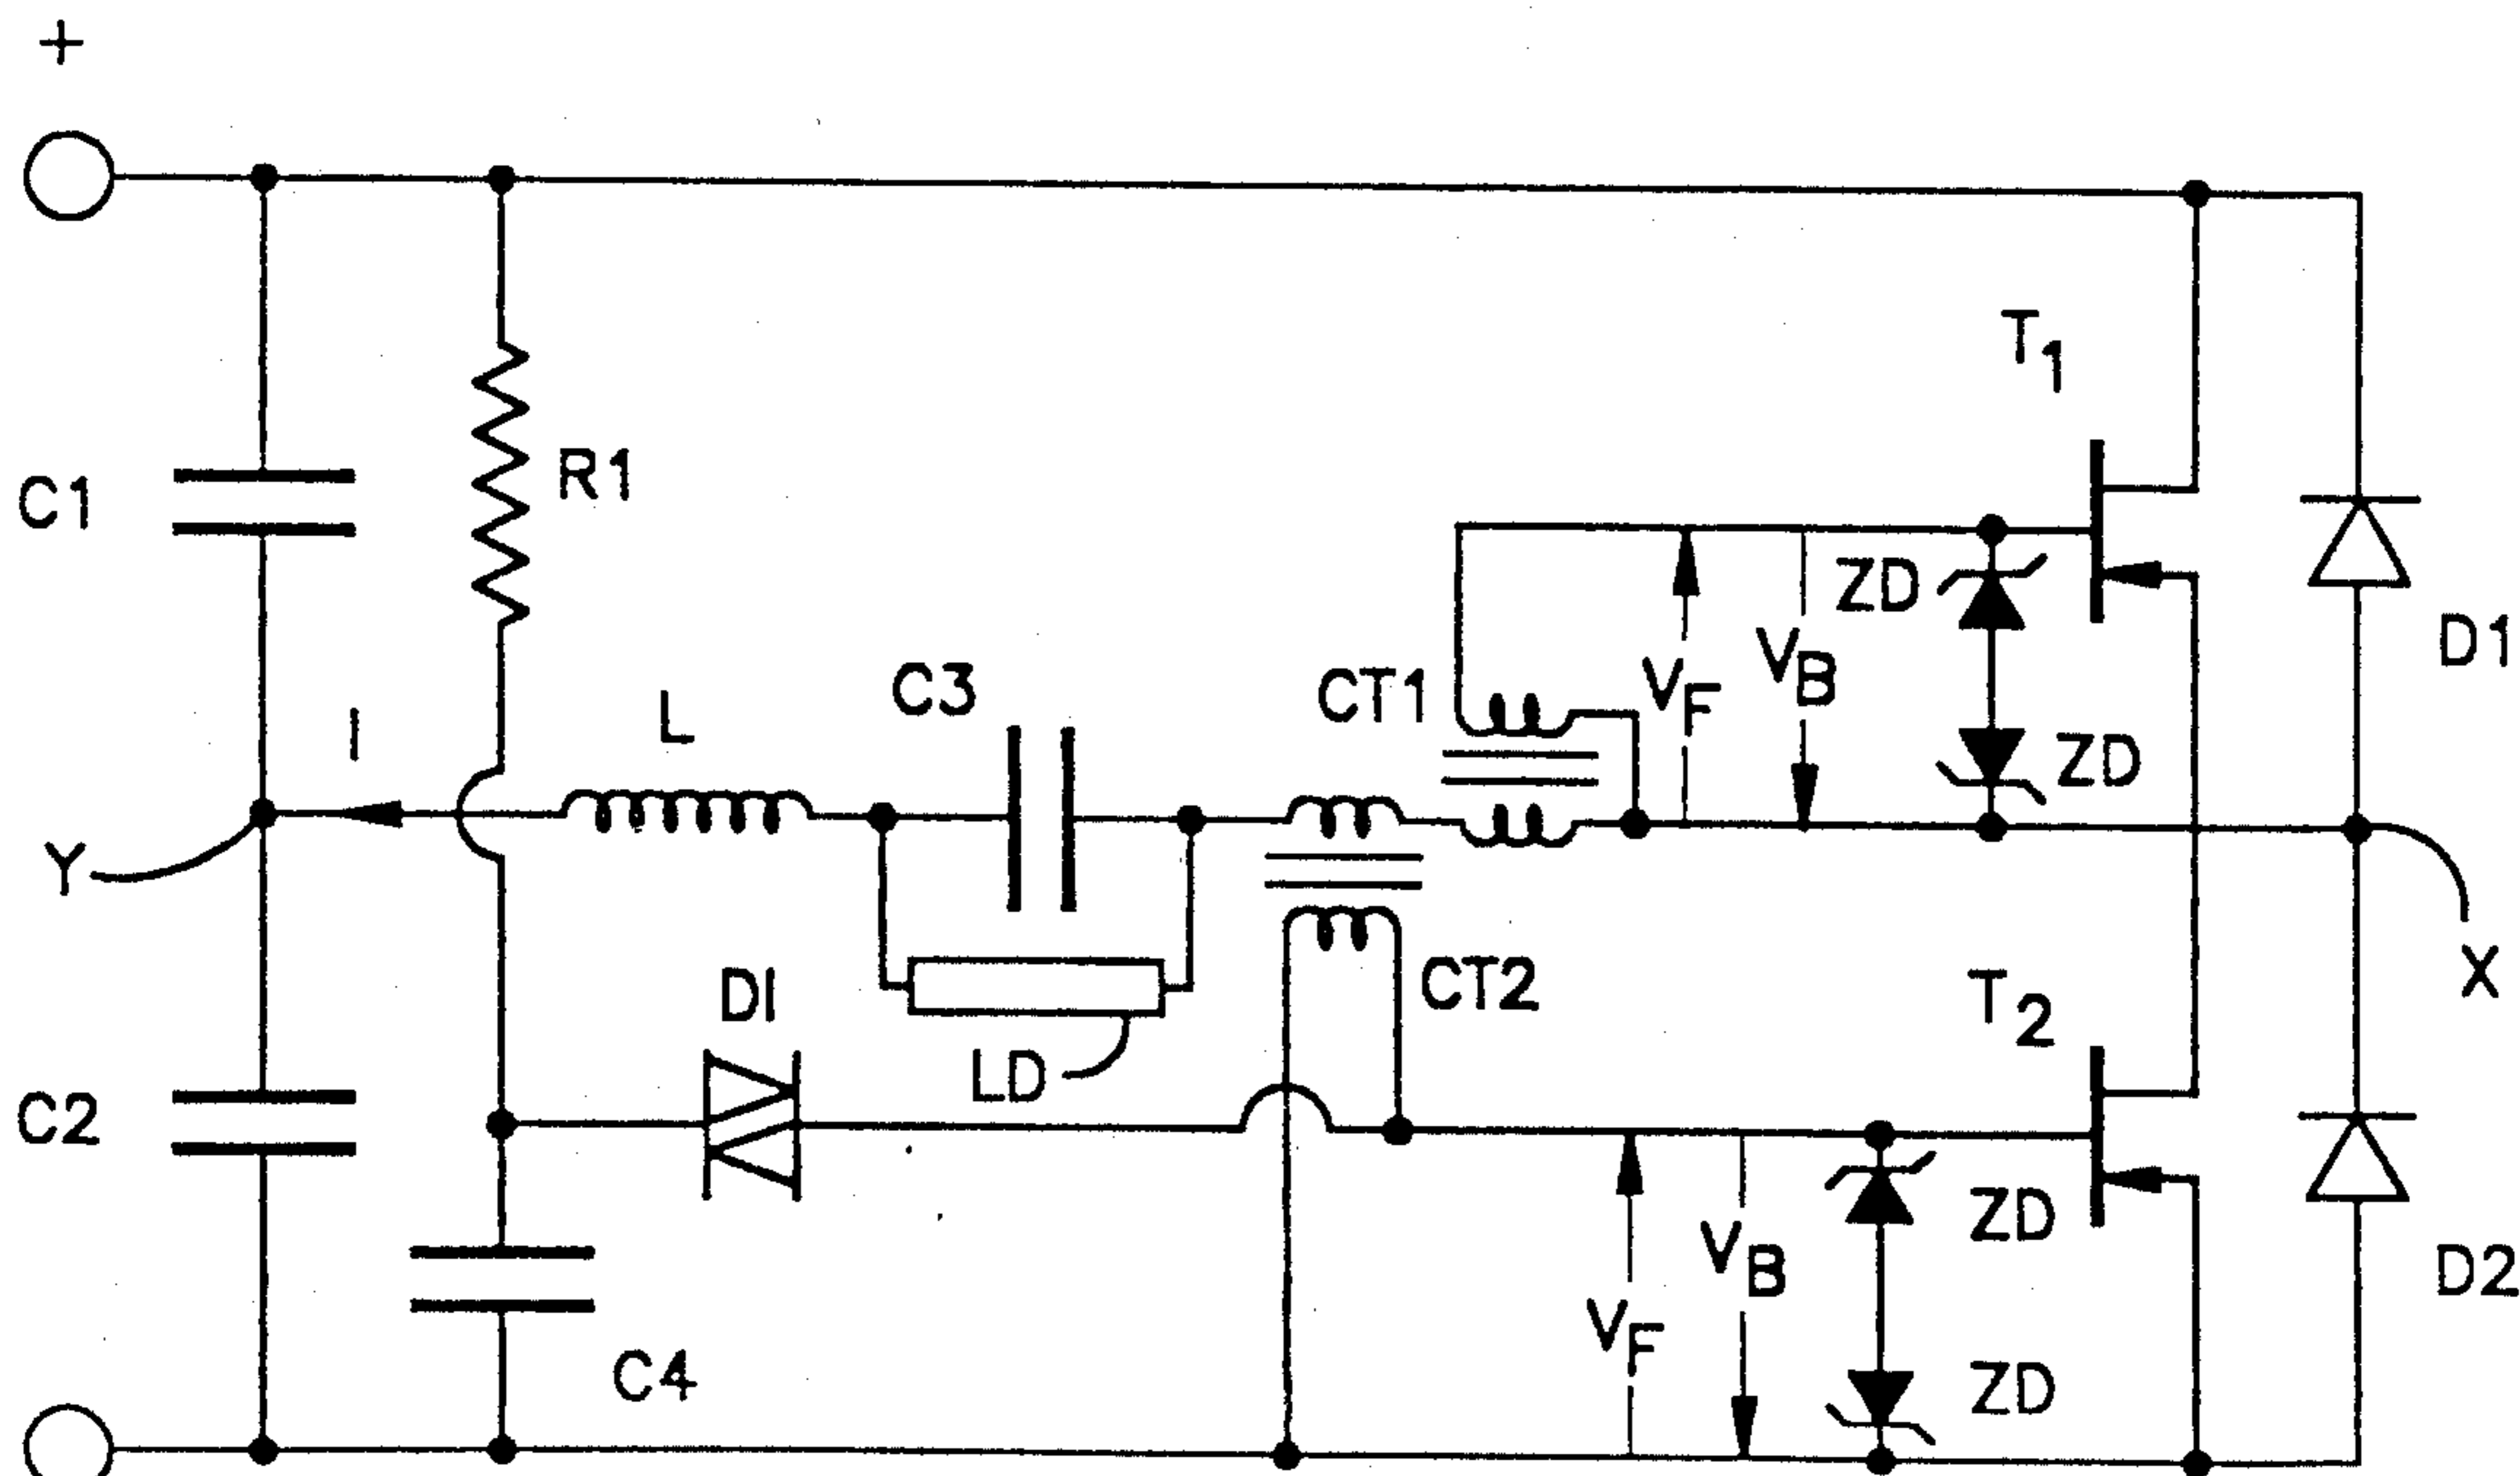 +
T1
R1
C1
ZD
D1
VF
VB
C3
CT1
L
I
ZD
Y
X
CT2
DI
T2
LD
C2
ZD
VB
D2
VF
C4
ZD